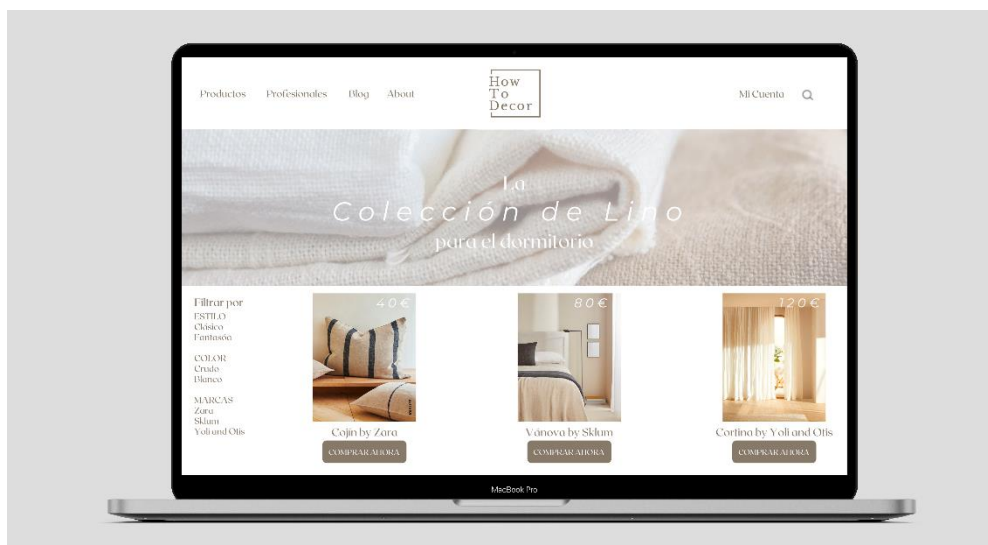 Productos Profesionales Blog About
How
To
Decor
Mi Cuenta
La
Colección de Lino
para el dormitorio
Filtrar por
ESTILO
Clásico
Fantasóa
COLOR
Crudo
Blanco
MARCAS
Zara
Sklum
Yoli and Otis
40€
Cojín by Zara
COMPRAR AHORA
80€
Vánova by Sklum
COMPRAR AHORA
120€
Cortina by Yoli and Otis
COMPRAR AHORA
MacBook Pro